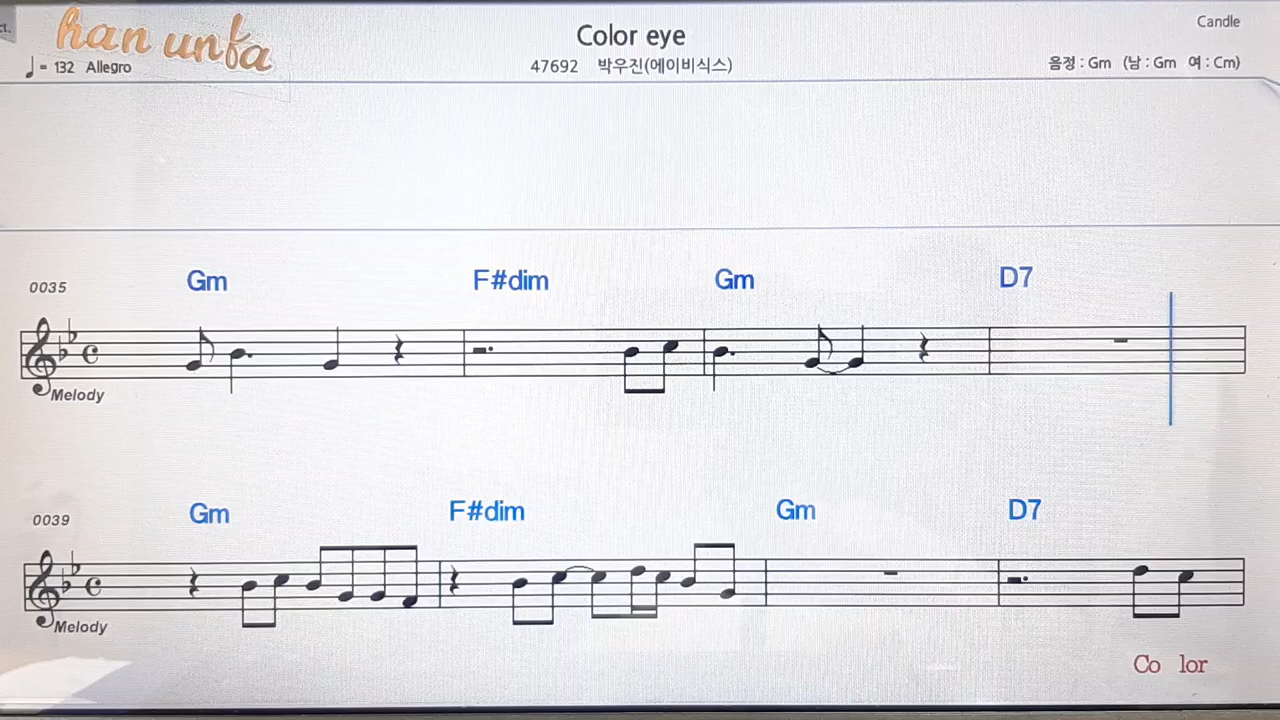 ct.
han unfa
Color eye
Candle
= 132 Allegro
47692 박우진(에이비식스)
음정 : Gm (남 : Gm 여 : Cm)
0035
Gm F#dim Gm D7
Melody
0039
Gm F#dim Gm D7
Melody
Co lor